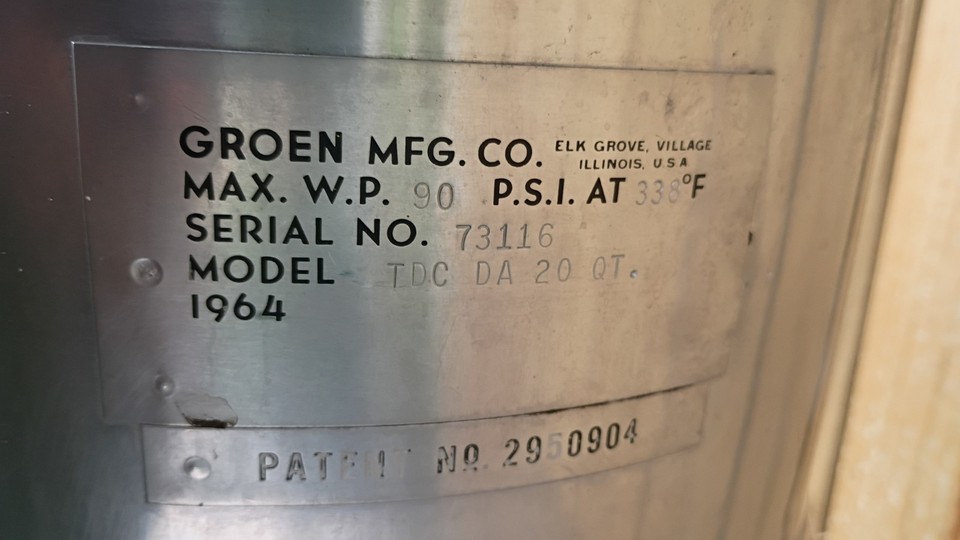 GROEN MFG. CO. ELK GROVE, VILLAGE
ILLINOIS, U.S A
MAX. W.P. 90 P.S.I. AT 338°F
SERIAL NO. 73116
MODEL TDC DA 20 QT.
1964
PATENT NO. 2950904